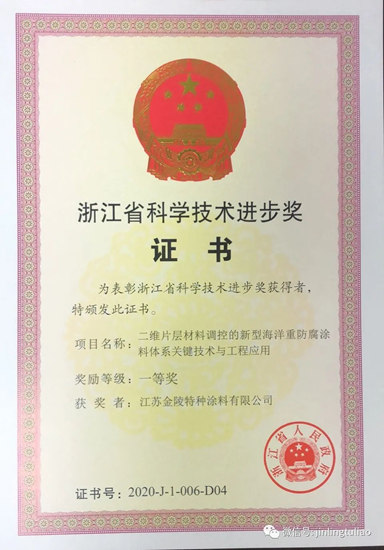 浙江省科学技术进步奖
证书
为表彰浙江省科学技术进步奖获得者，
特颁发此证书。
项目名称：二维片层材料调控的新型海洋重防腐涂
料体系关键技术与工程应用
奖励等级：一等奖
获奖者：江苏金陵特种涂料有限公司
浙江省人民政府
证书号：2020-J-1-006-D04
微信号：jinlingtuliao